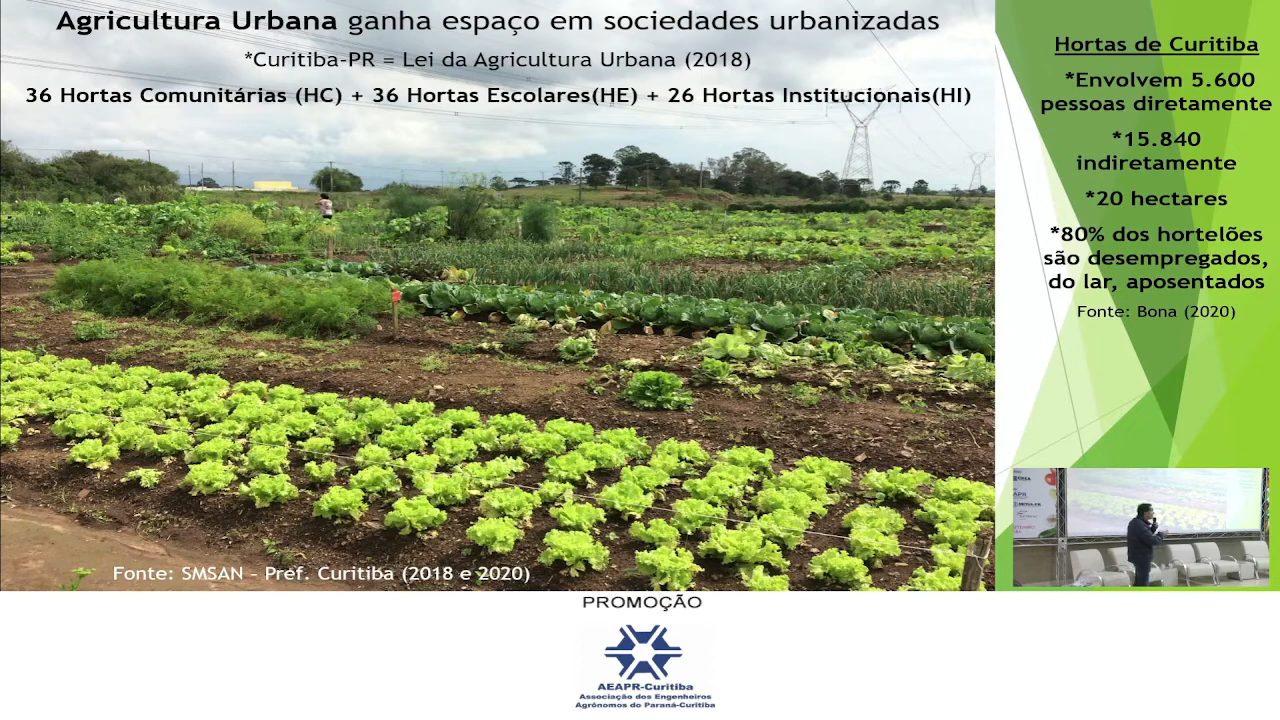 Agricultura Urbana ganha espaço em sociedades urbanizadas
*Curitiba-PR = Lei da Agricultura Urbana (2018)
36 Hortas Comunitárias (HC) + 36 Hortas Escolares(HE) + 26 Hortas Institucionais(HI)
Fonte: SMSAN - Pref. Curitiba (2018 e 2020)
Hortas de Curitiba
*Envolvem 5.600
pessoas diretamente
*15.840
indiretamente
*20 hectares
*80% dos hortelões
são desempregados,
do lar, aposentados
Fonte: Bona (2020)
PROMOÇÃO
AEAPR-Curitiba
Associação dos Engenheiros
Agrônomos do Paraná-Curitiba